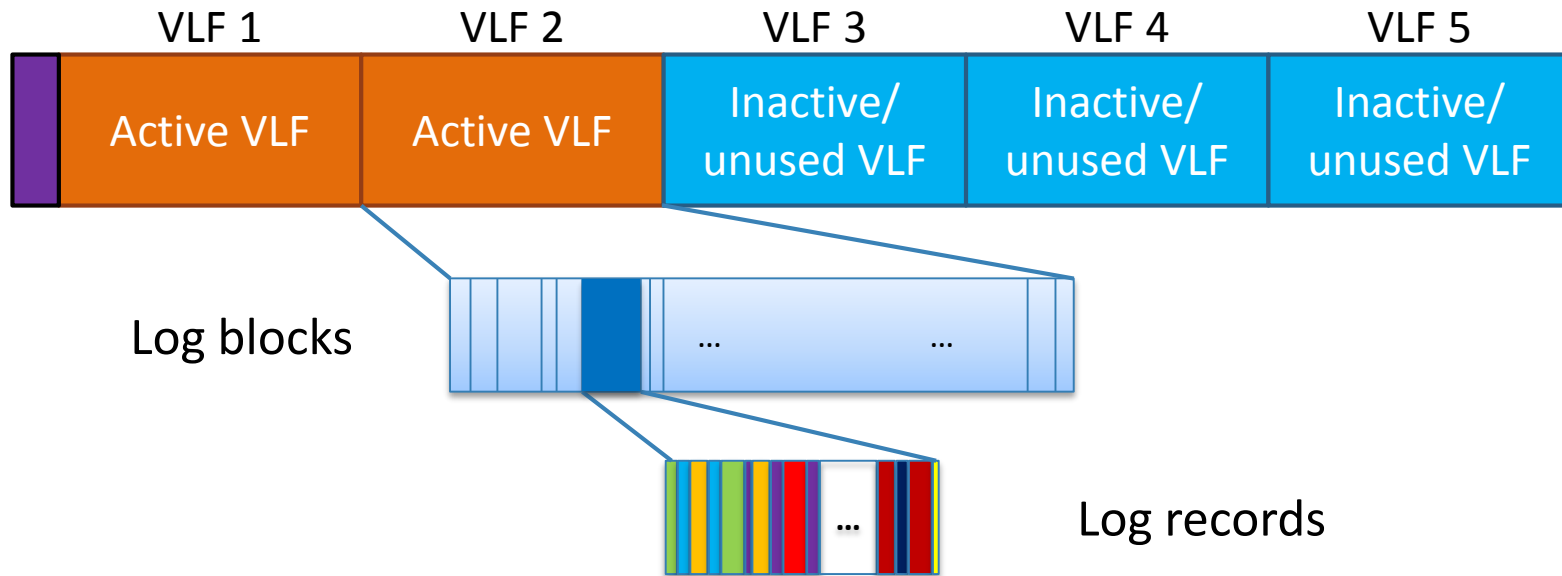 VLF 1 VLF 2 VLF 3 VLF 4 VLF 5
Active VLF
Active VLF
Inactive/
unused VLF
Inactive/
unused VLF
Inactive/
unused VLF
Log blocks
... ...
...
Log records